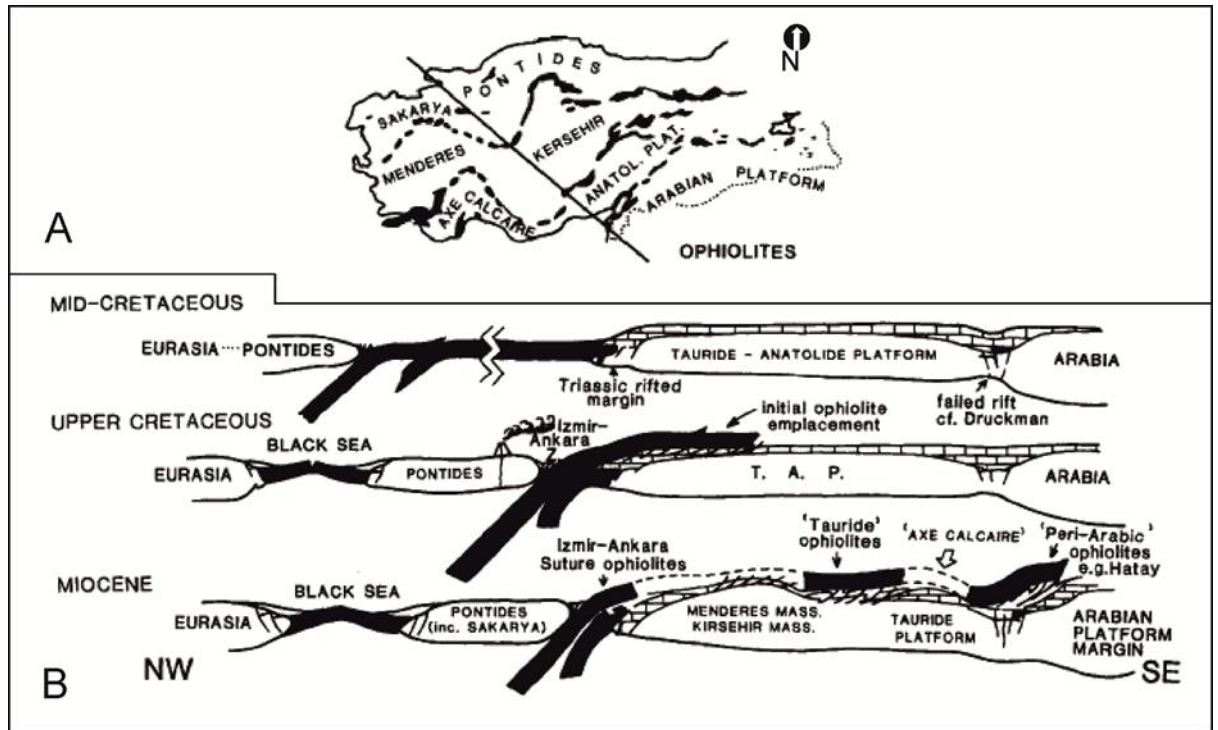 N
PONTIDES
SAKARYA
KERSEHIR
MENDERES
ANATOL. PLAT.
ARABIAN PLATFORM
AXE CALCAIRE
A
OPHIOLITES
MID-CRETACEOUS
EURASIA ···· PONTIDES
TAURIDE - ANATOLIDE PLATFORM
ARABIA
Triassic rifted
margin
failed rift
cf. Druckman
UPPER CRETACEOUS
initial ophiolite
emplacement
BLACK SEA
Izmir-
Ankara
Z
EURASIA
PONTIDES
T. A. P.
ARABIA
MIOCENE
BLACK SEA
Izmir-Ankara
Suture ophiolites
'Tauride'
ophiolites
'AXE CALCAIRE'
'Peri-Arabic'
ophiolites
e.g.Hatay
EURASIA
PONTIDES
(inc. SAKARYA)
MENDERES MASS.
KIRSEHIR MASS.
TAURIDE
PLATFORM
ARABIAN
PLATFORM
MARGIN
B
NW
SE